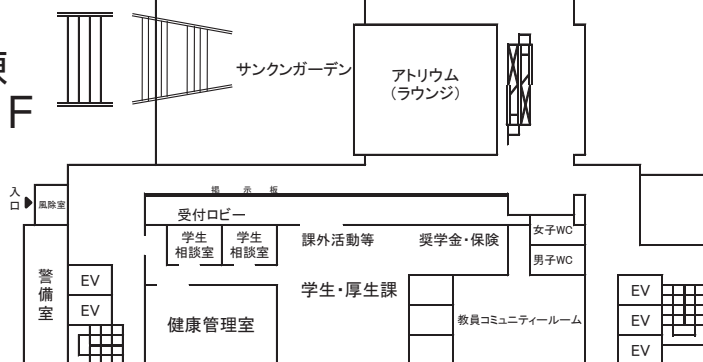 サンクンガーデン
アトリウム
（ラウンジ）
F
入口
風除室
掲示板
受付ロビー
学生
相談室
学生
相談室
課外活動等
奨学金・保険
女子WC
男子WC
警備室
EV
EV
学生・厚生課
健康管理室
教員コミュニティールーム
EV
EV
EV